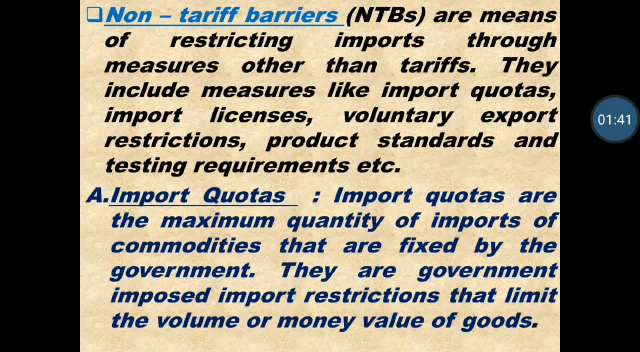 ❑Non – tariff barriers (NTBs) are means
of restricting imports through
measures other than tariffs. They
include measures like import quotas,
import licenses, voluntary export
restrictions, product standards and
testing requirements etc.
A.Import Quotas : Import quotas are
the maximum quantity of imports of
commodities that are fixed by the
government. They are government
imposed import restrictions that limit
the volume or money value of goods.
01:41